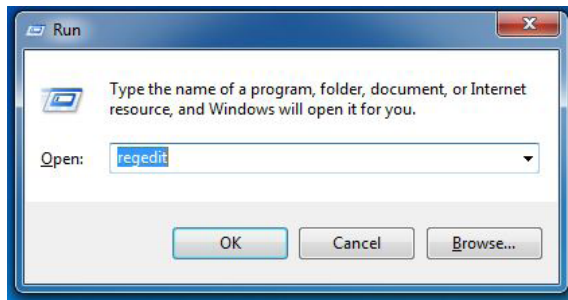 Run
Type the name of a program, folder, document, or Internet
resource, and Windows will open it for you.
Open: regedit
OK Cancel Browse...